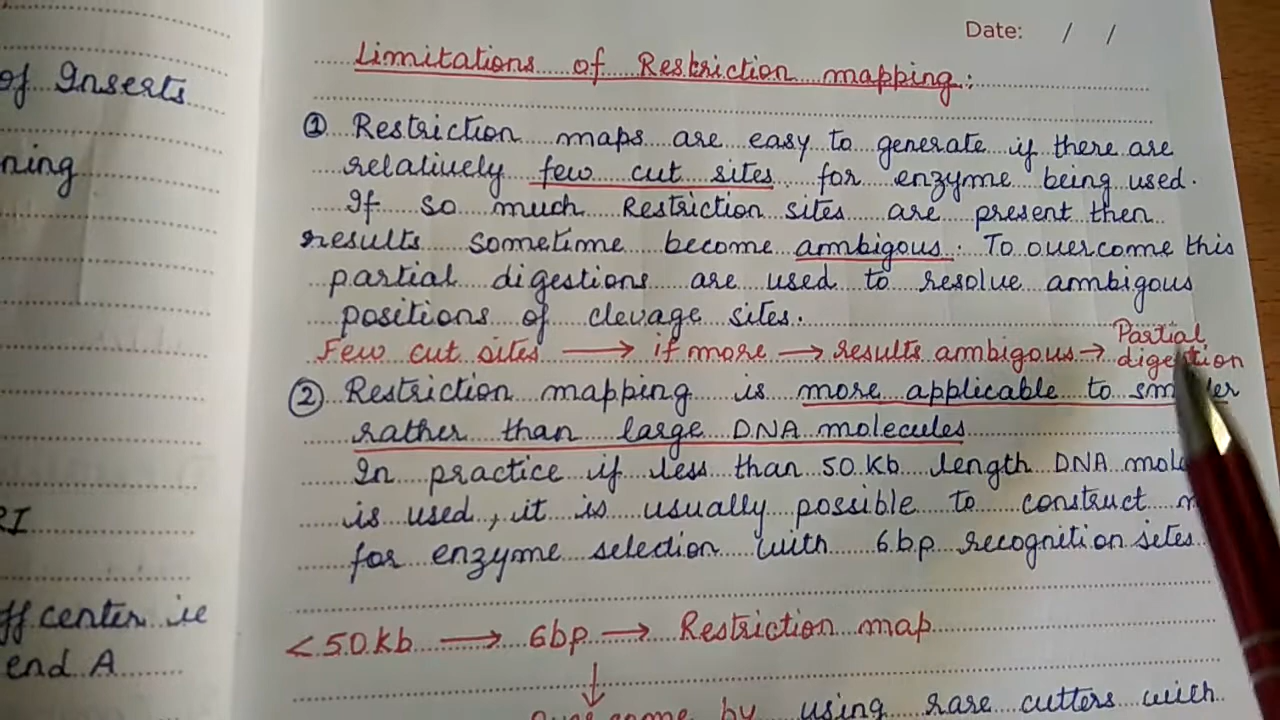 of Inserts
ning
RI
ff center ie
end A
Date: / /
Limitations of Restriction mapping:
① Restriction maps are easy to generate if there are
relatively few cut sites for enzyme being used.
If so much Restriction sites are present then
results sometime become ambigous. To overcome this
partial digestions are used to resolve ambigous
positions of clevage sites.
Few cut sites → if more → results ambigous → Partial digestion
② Restriction mapping is more applicable to
rather than large DNA molecules
In practice if less than 50 Kb length DNA
is used, it is usually possible to construct
for enzyme selection with 6bp recognition sites.
<50kb → 6bp → Restriction map
↓
by using rare cutters with